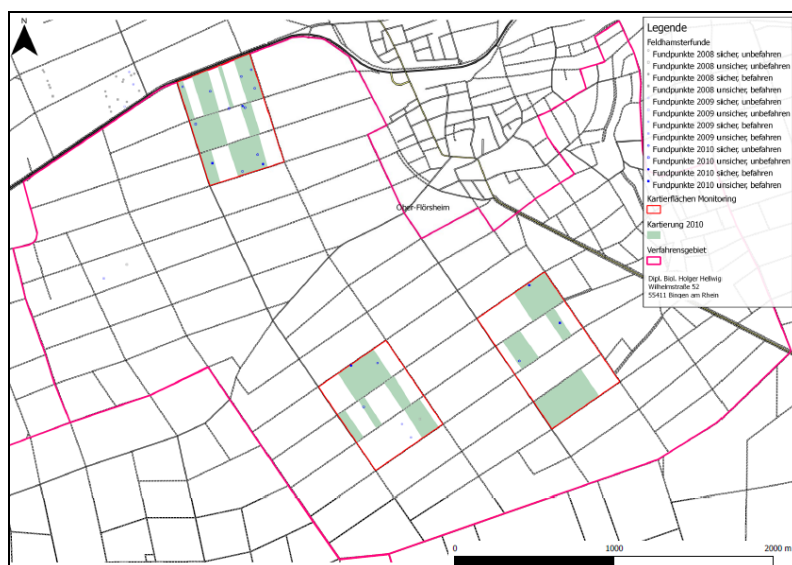 N
Legende
Feldhamsterfunde
Fundpunkte 2008 sicher, unbefahren
Fundpunkte 2008 unsicher, unbefahren
Fundpunkte 2008 sicher, befahren
Fundpunkte 2008 unsicher, befahren
Fundpunkte 2009 sicher, unbefahren
Fundpunkte 2009 unsicher, unbefahren
Fundpunkte 2009 sicher, befahren
Fundpunkte 2009 unsicher, befahren
Fundpunkte 2010 sicher, unbefahren
Fundpunkte 2010 unsicher, unbefahren
Fundpunkte 2010 sicher, befahren
Fundpunkte 2010 unsicher, befahren
Kartierflächen Monitoring
Kartierung 2010
Verfahrensgebiet
Dipl. Biol. Holger Hellwig
Wilhelmstraße 52
55411 Bingen am Rhein
Ober-Flörsheim
0 1000 2000 m